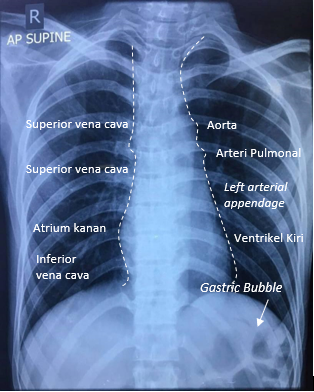 R
AP SUPINE
Superior vena cava
Aorta
Arteri Pulmonal
Superior vena cava
Left arterial
appendage
Atrium kanan
Ventrikel Kiri
Inferior
vena cava
Gastric Bubble